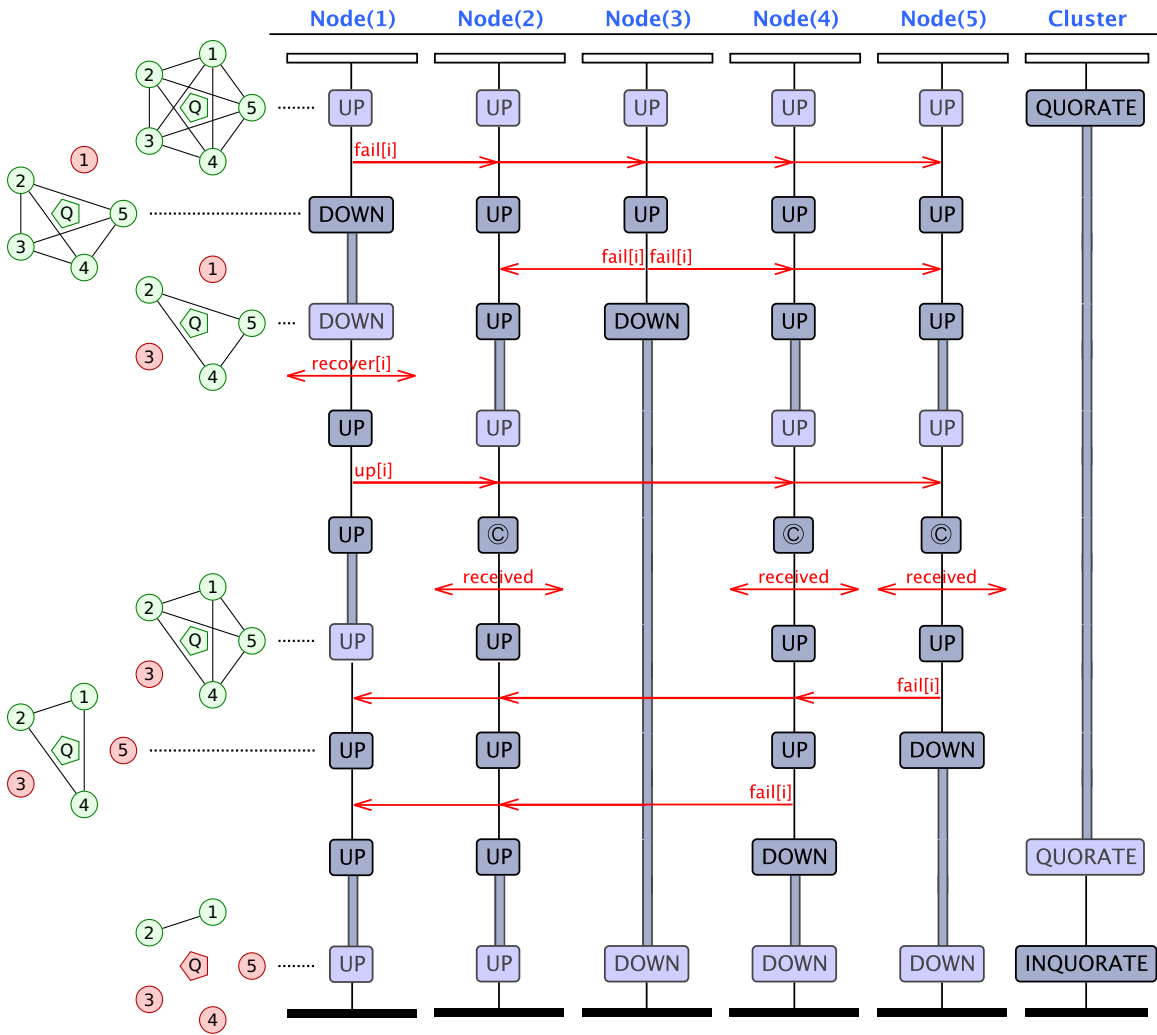 Node(1) Node(2) Node(3) Node(4) Node(5) Cluster
1
2
Q 5 UP UP UP UP UP QUORATE
3
4
fail[i]
1
2
Q 5 DOWN UP UP UP UP
3
4
fail[i] fail[i]
1
2
Q 5 DOWN UP DOWN UP UP
3
4
recover[i]
UP UP UP UP
up[i]
UP © © ©
received received received
1
2
Q 5 UP UP UP UP
3
4
fail[i]
1
2
Q 5 UP UP UP DOWN
3
4
fail[i]
UP UP DOWN QUORATE
1
2
Q 5 UP UP DOWN DOWN DOWN INQUORATE
3
4